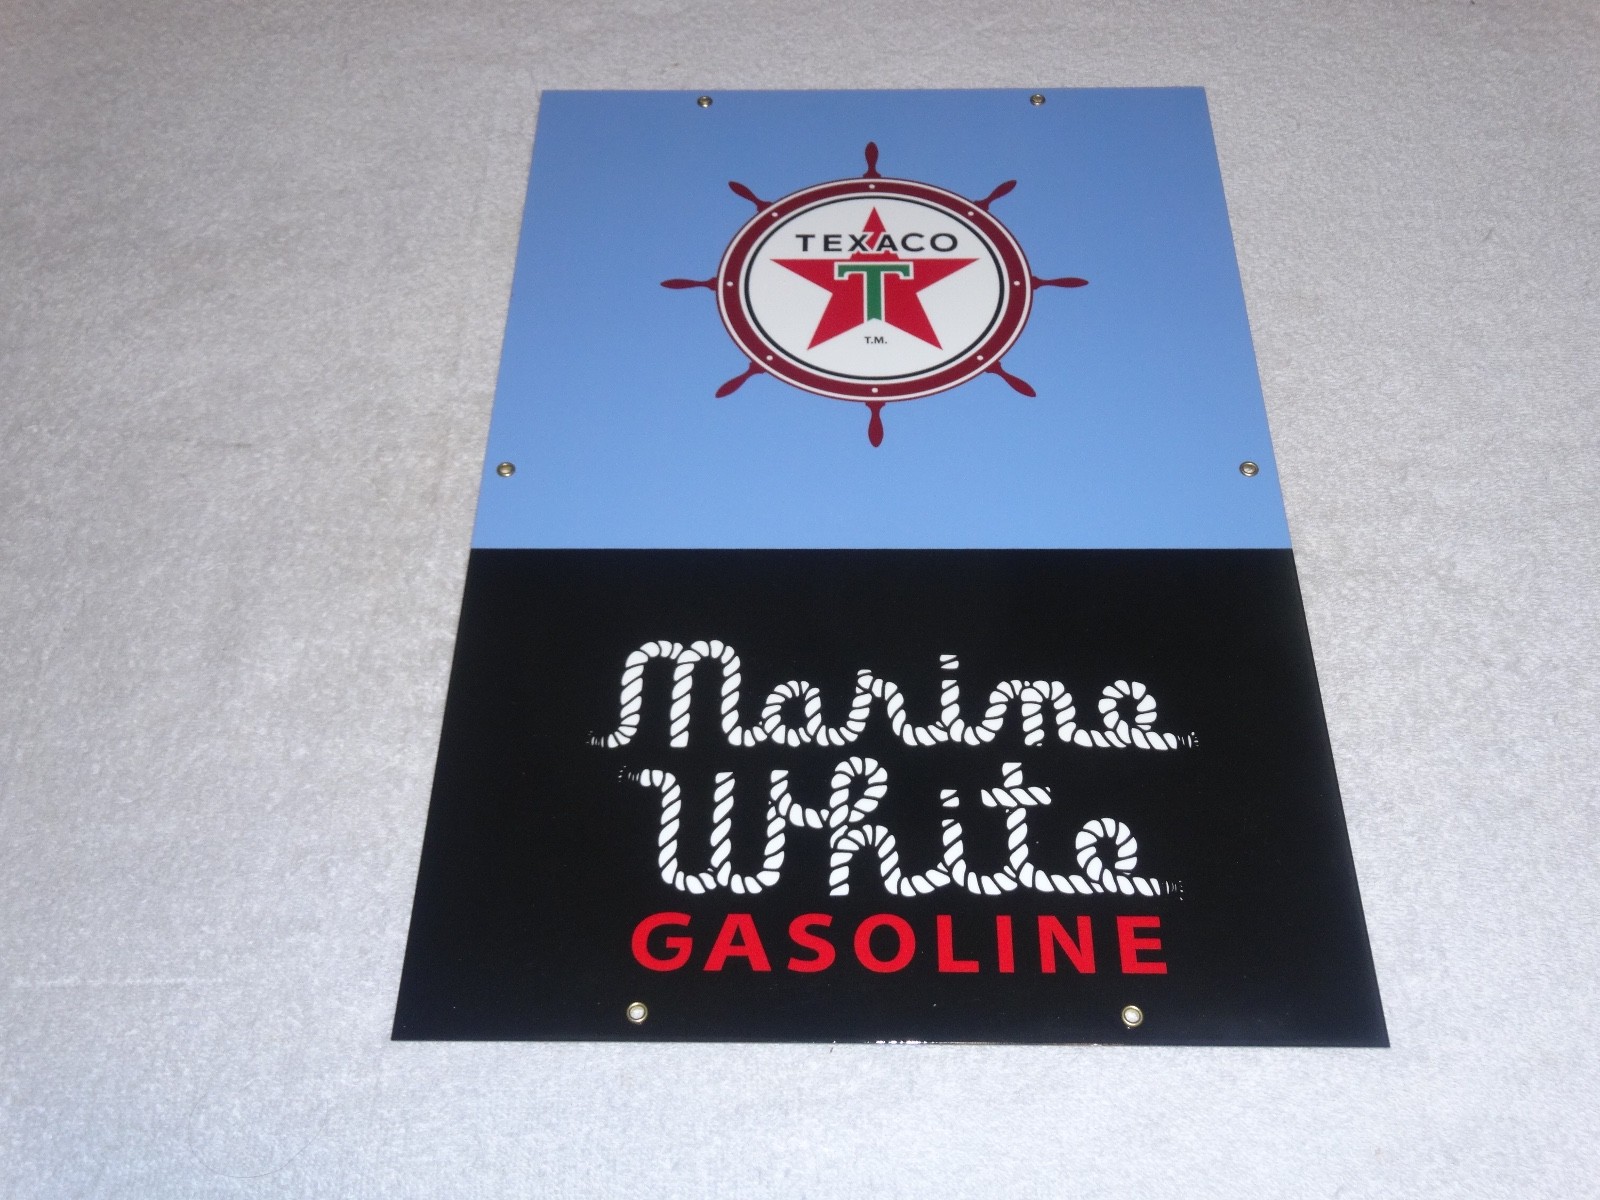 TEXACO
T
T.M.
Marine
White
GASOLINE